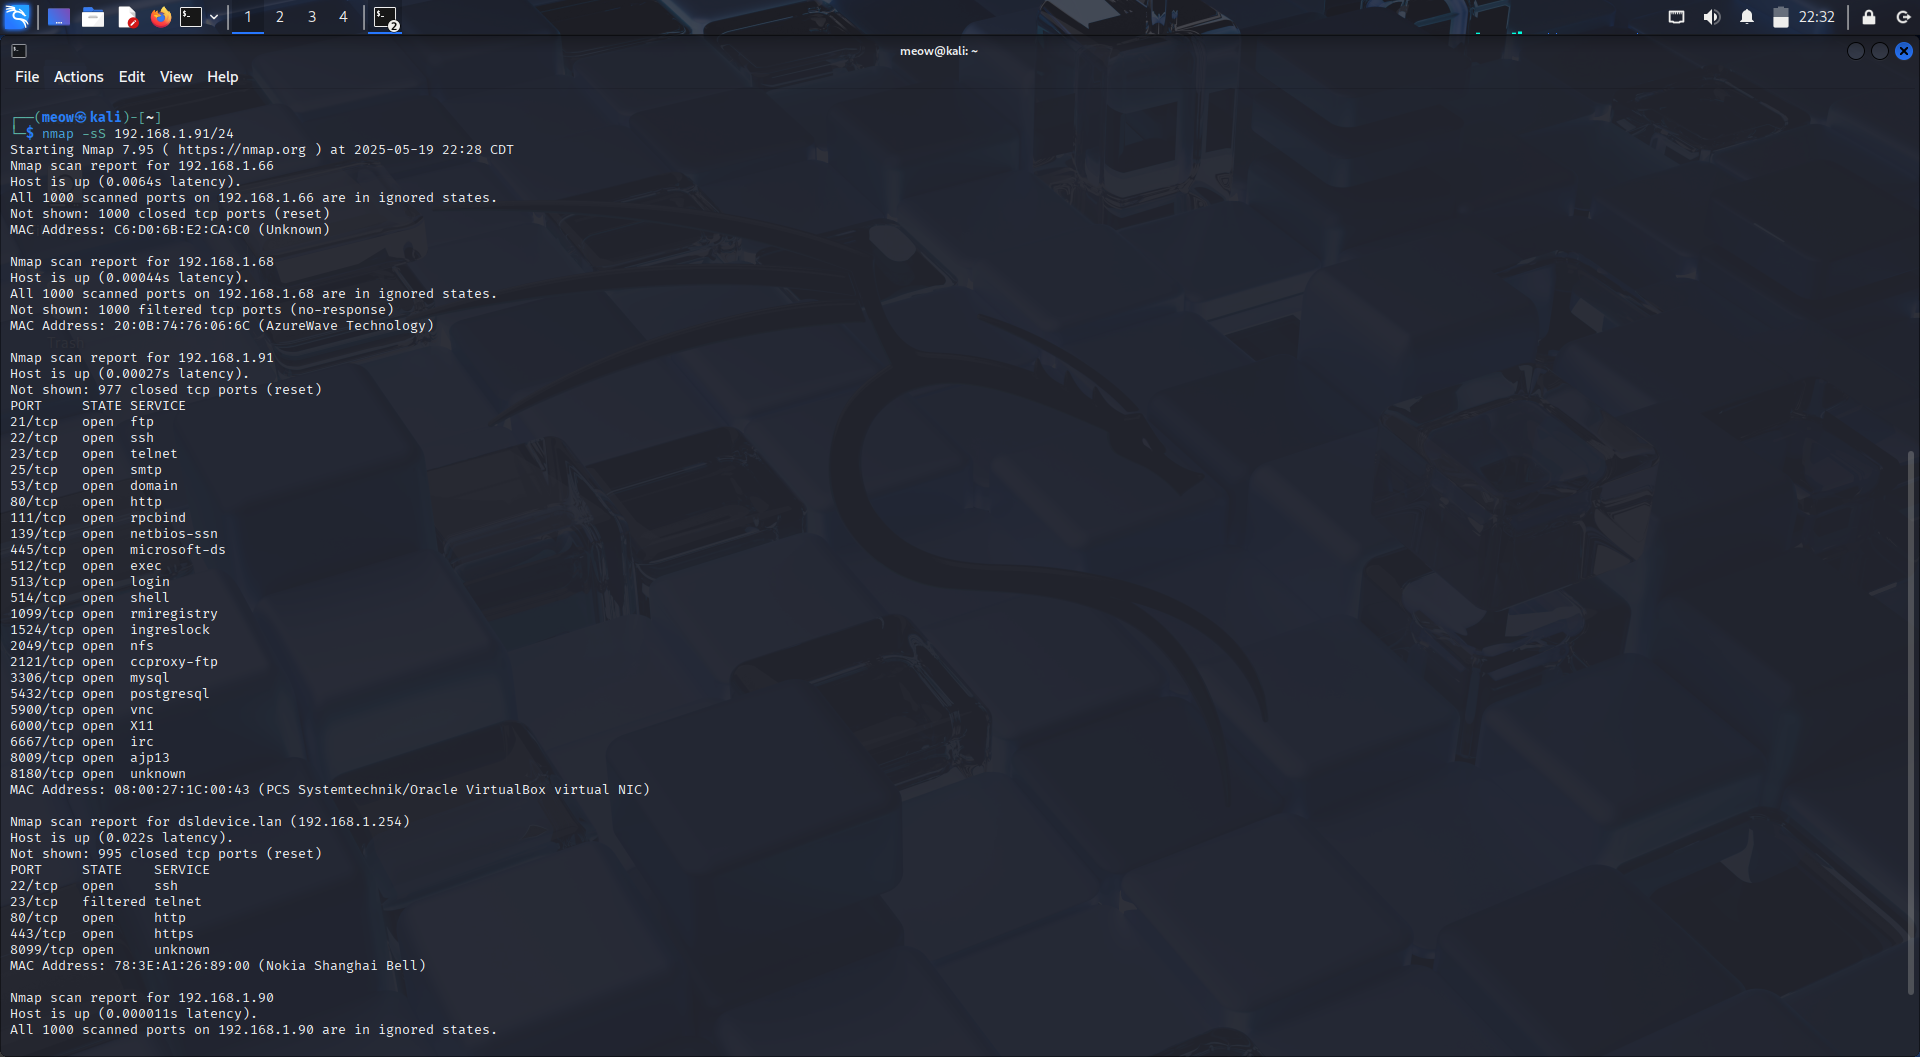 1 2 3 4
2
22:32
meow@kali: ~
File Actions Edit View Help
┌──(meow㉿kali)-[~]
└─$ nmap -sS 192.168.1.91/24
Starting Nmap 7.95 ( https://nmap.org ) at 2025-05-19 22:28 CDT
Nmap scan report for 192.168.1.66
Host is up (0.0064s latency).
All 1000 scanned ports on 192.168.1.66 are in ignored states.
Not shown: 1000 closed tcp ports (reset)
MAC Address: C6:D0:6B:E2:CA:C0 (Unknown)
Nmap scan report for 192.168.1.68
Host is up (0.00044s latency).
All 1000 scanned ports on 192.168.1.68 are in ignored states.
Not shown: 1000 filtered tcp ports (no-response)
MAC Address: 20:0B:74:76:06:6C (AzureWave Technology)
Trash
Nmap scan report for 192.168.1.91
Host is up (0.00027s latency).
Not shown: 977 closed tcp ports (reset)
PORT     STATE SERVICE
21/tcp   open  ftp
22/tcp   open  ssh
23/tcp   open  telnet
25/tcp   open  smtp
53/tcp   open  domain
80/tcp   open  http
111/tcp  open  rpcbind
139/tcp  open  netbios-ssn
445/tcp  open  microsoft-ds
512/tcp  open  exec
513/tcp  open  login
514/tcp  open  shell
1099/tcp open  rmiregistry
1524/tcp open  ingreslock
2049/tcp open  nfs
2121/tcp open  ccproxy-ftp
3306/tcp open  mysql
5432/tcp open  postgresql
5900/tcp open  vnc
6000/tcp open  X11
6667/tcp open  irc
8009/tcp open  ajp13
8180/tcp open  unknown
MAC Address: 08:00:27:1C:00:43 (PCS Systemtechnik/Oracle VirtualBox virtual NIC)
Nmap scan report for dsldevice.lan (192.168.1.254)
Host is up (0.022s latency).
Not shown: 995 closed tcp ports (reset)
PORT     STATE    SERVICE
22/tcp   open     ssh
23/tcp   filtered telnet
80/tcp   open     http
443/tcp  open     https
8099/tcp open     unknown
MAC Address: 78:3E:A1:26:89:00 (Nokia Shanghai Bell)
Nmap scan report for 192.168.1.90
Host is up (0.000011s latency).
All 1000 scanned ports on 192.168.1.90 are in ignored states.